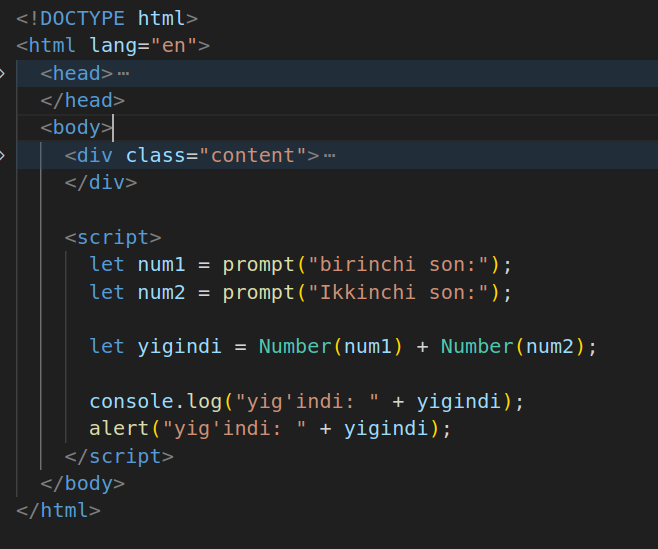 <!DOCTYPE html>
<html lang="en">
<head>⋯
</head>
<body>
<div class="content">⋯
</div>
<script>
let num1 = prompt("birinchi son:");
let num2 = prompt("Ikkinchi son:");
let yigindi = Number(num1) + Number(num2);
console.log("yig'indi: " + yigindi);
alert("yig'indi: " + yigindi);
</script>
</body>
</html>